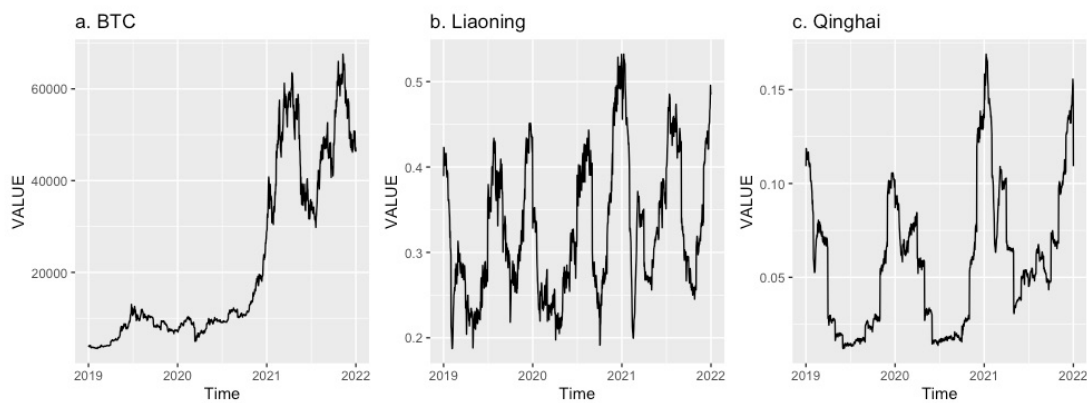 a. BTC
VALUE
60000
40000
20000
2019 2020 2021 2022
Time
b. Liaoning
VALUE
0.5
0.4
0.3
0.2
2019 2020 2021 2022
Time
c. Qinghai
VALUE
0.15
0.10
0.05
2019 2020 2021 2022
Time